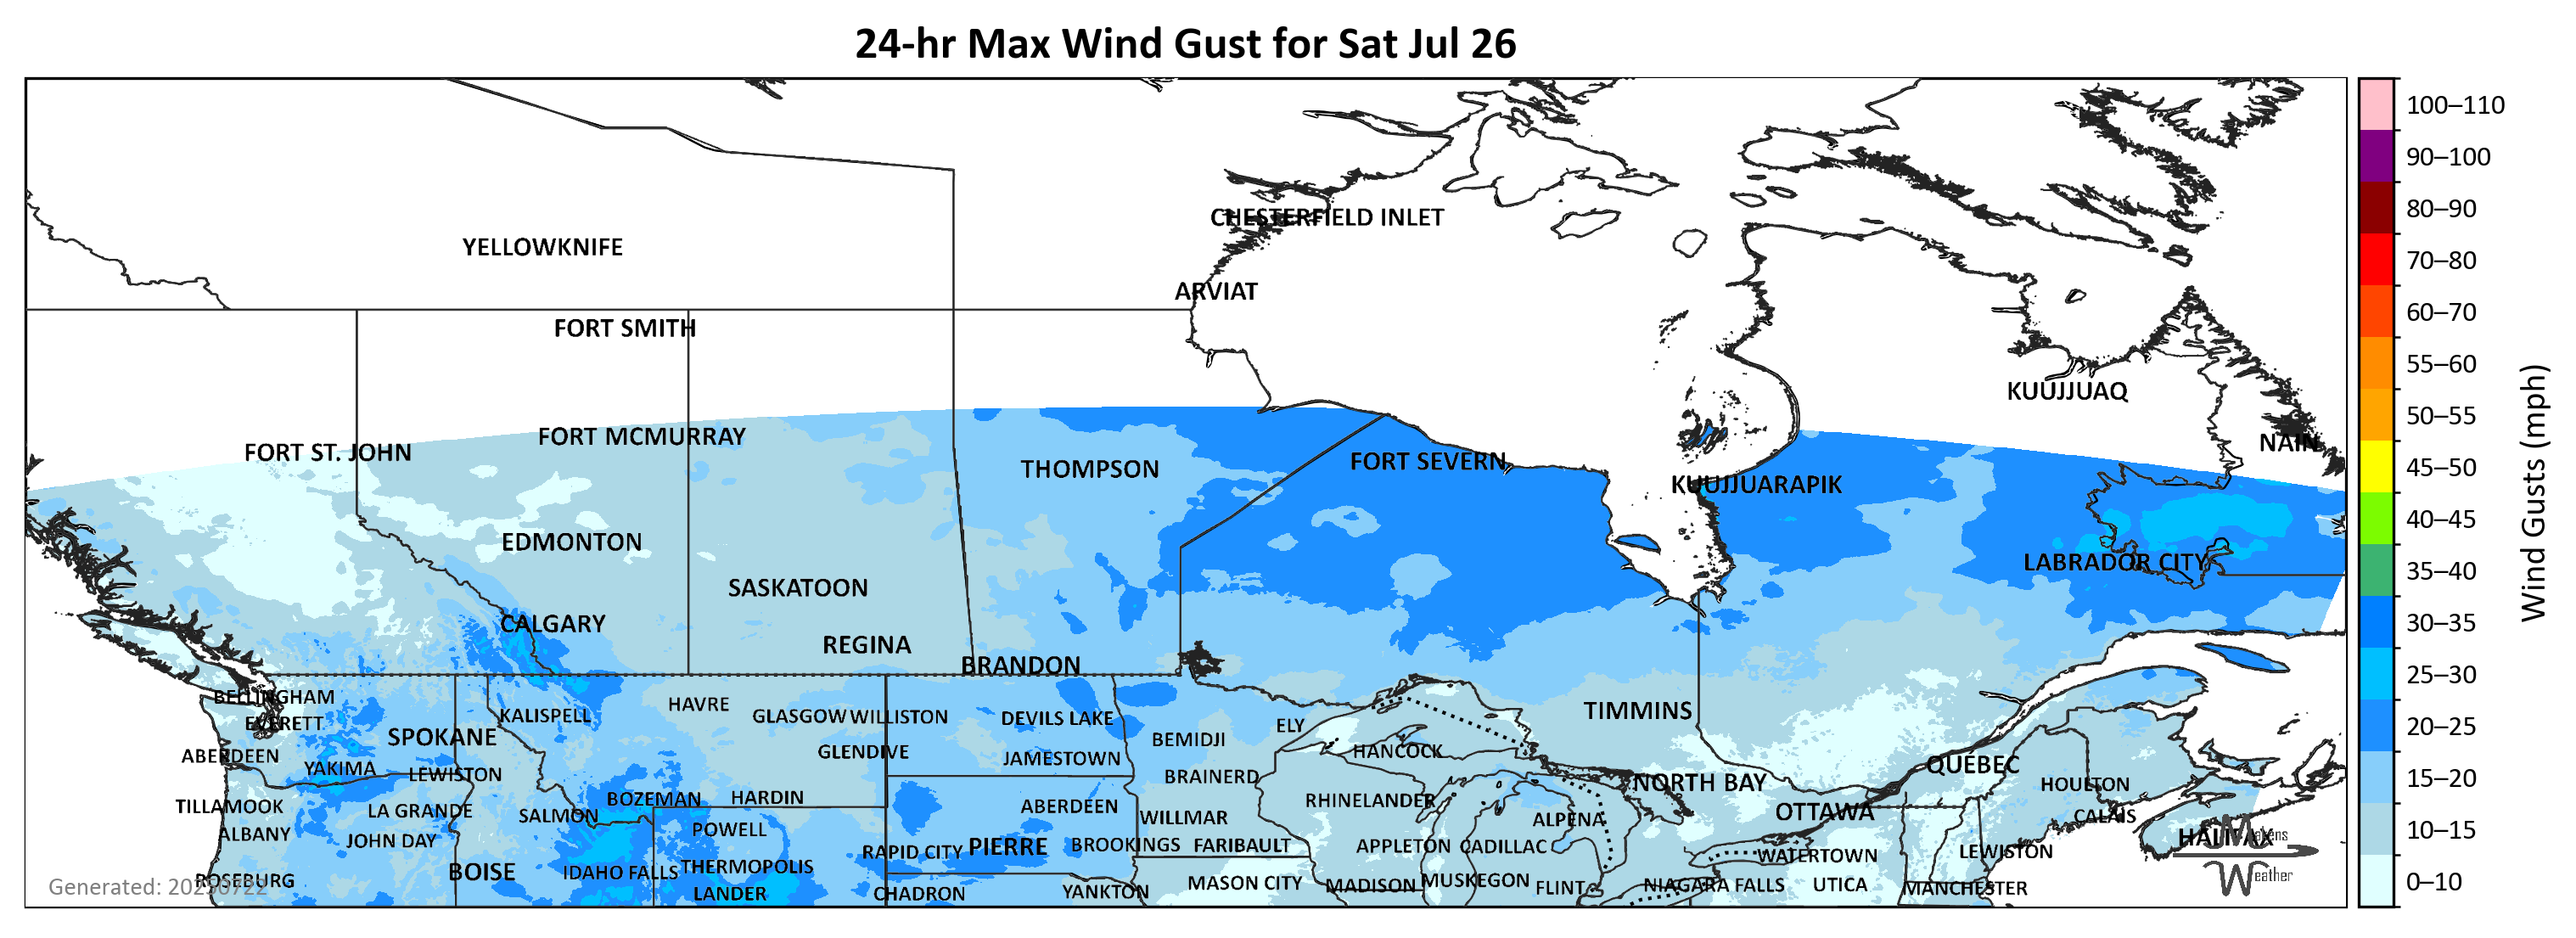 24-hr Max Wind Gust for Sat Jul 26
100–110
90–100
80–90
70–80
60–70
55–60
50–55
45–50
40–45
35–40
30–35
25–30
20–25
15–20
10–15
0–10
Wind Gusts (mph)
CHESTERFIELD INLET
YELLOWKNIFE
ARVIAT
FORT SMITH
KUUJJUAQ
FORT MCMURRAY
NAIN
FORT ST. JOHN
THOMPSON
FORT SEVERN
KUUJJUARAPIK
EDMONTON
LABRADOR CITY
SASKATOON
CALGARY
REGINA
BRANDON
BELLINGHAM
HAVRE
TIMMINS
KALISPELL
GLASGOW
WILLISTON
DEVILS LAKE
EVERETT
ELY
SPOKANE
BEMIDJI
GLENDIVE
HANCOCK
ABERDEEN
JAMESTOWN
QUÉBEC
YAKIMA
LEWISTON
BRAINERD
NORTH BAY
HOULTON
BOZEMAN
HARDIN
RHINELANDER
TILLAMOOK
LA GRANDE
ABERDEEN
OTTAWA
SALMON
WILLMAR
ALPENA
CALAIS
ALBANY
POWELL
HALIFAX
JOHN DAY
BROOKINGS
FARIBAULT
APPLETON
CADILLAC
PIERRE
RAPID CITY
LEWISTON
WATERTOWN
THERMOPOLIS
BOISE
IDAHO FALLS
ROSEBURG
MASON CITY
MADISON
MUSKEGON
FLINT
NIAGARA FALLS
UTICA
MANCHESTER
LANDER
CHADRON
YANKTON
Generated: 20250722
Makens
Weather